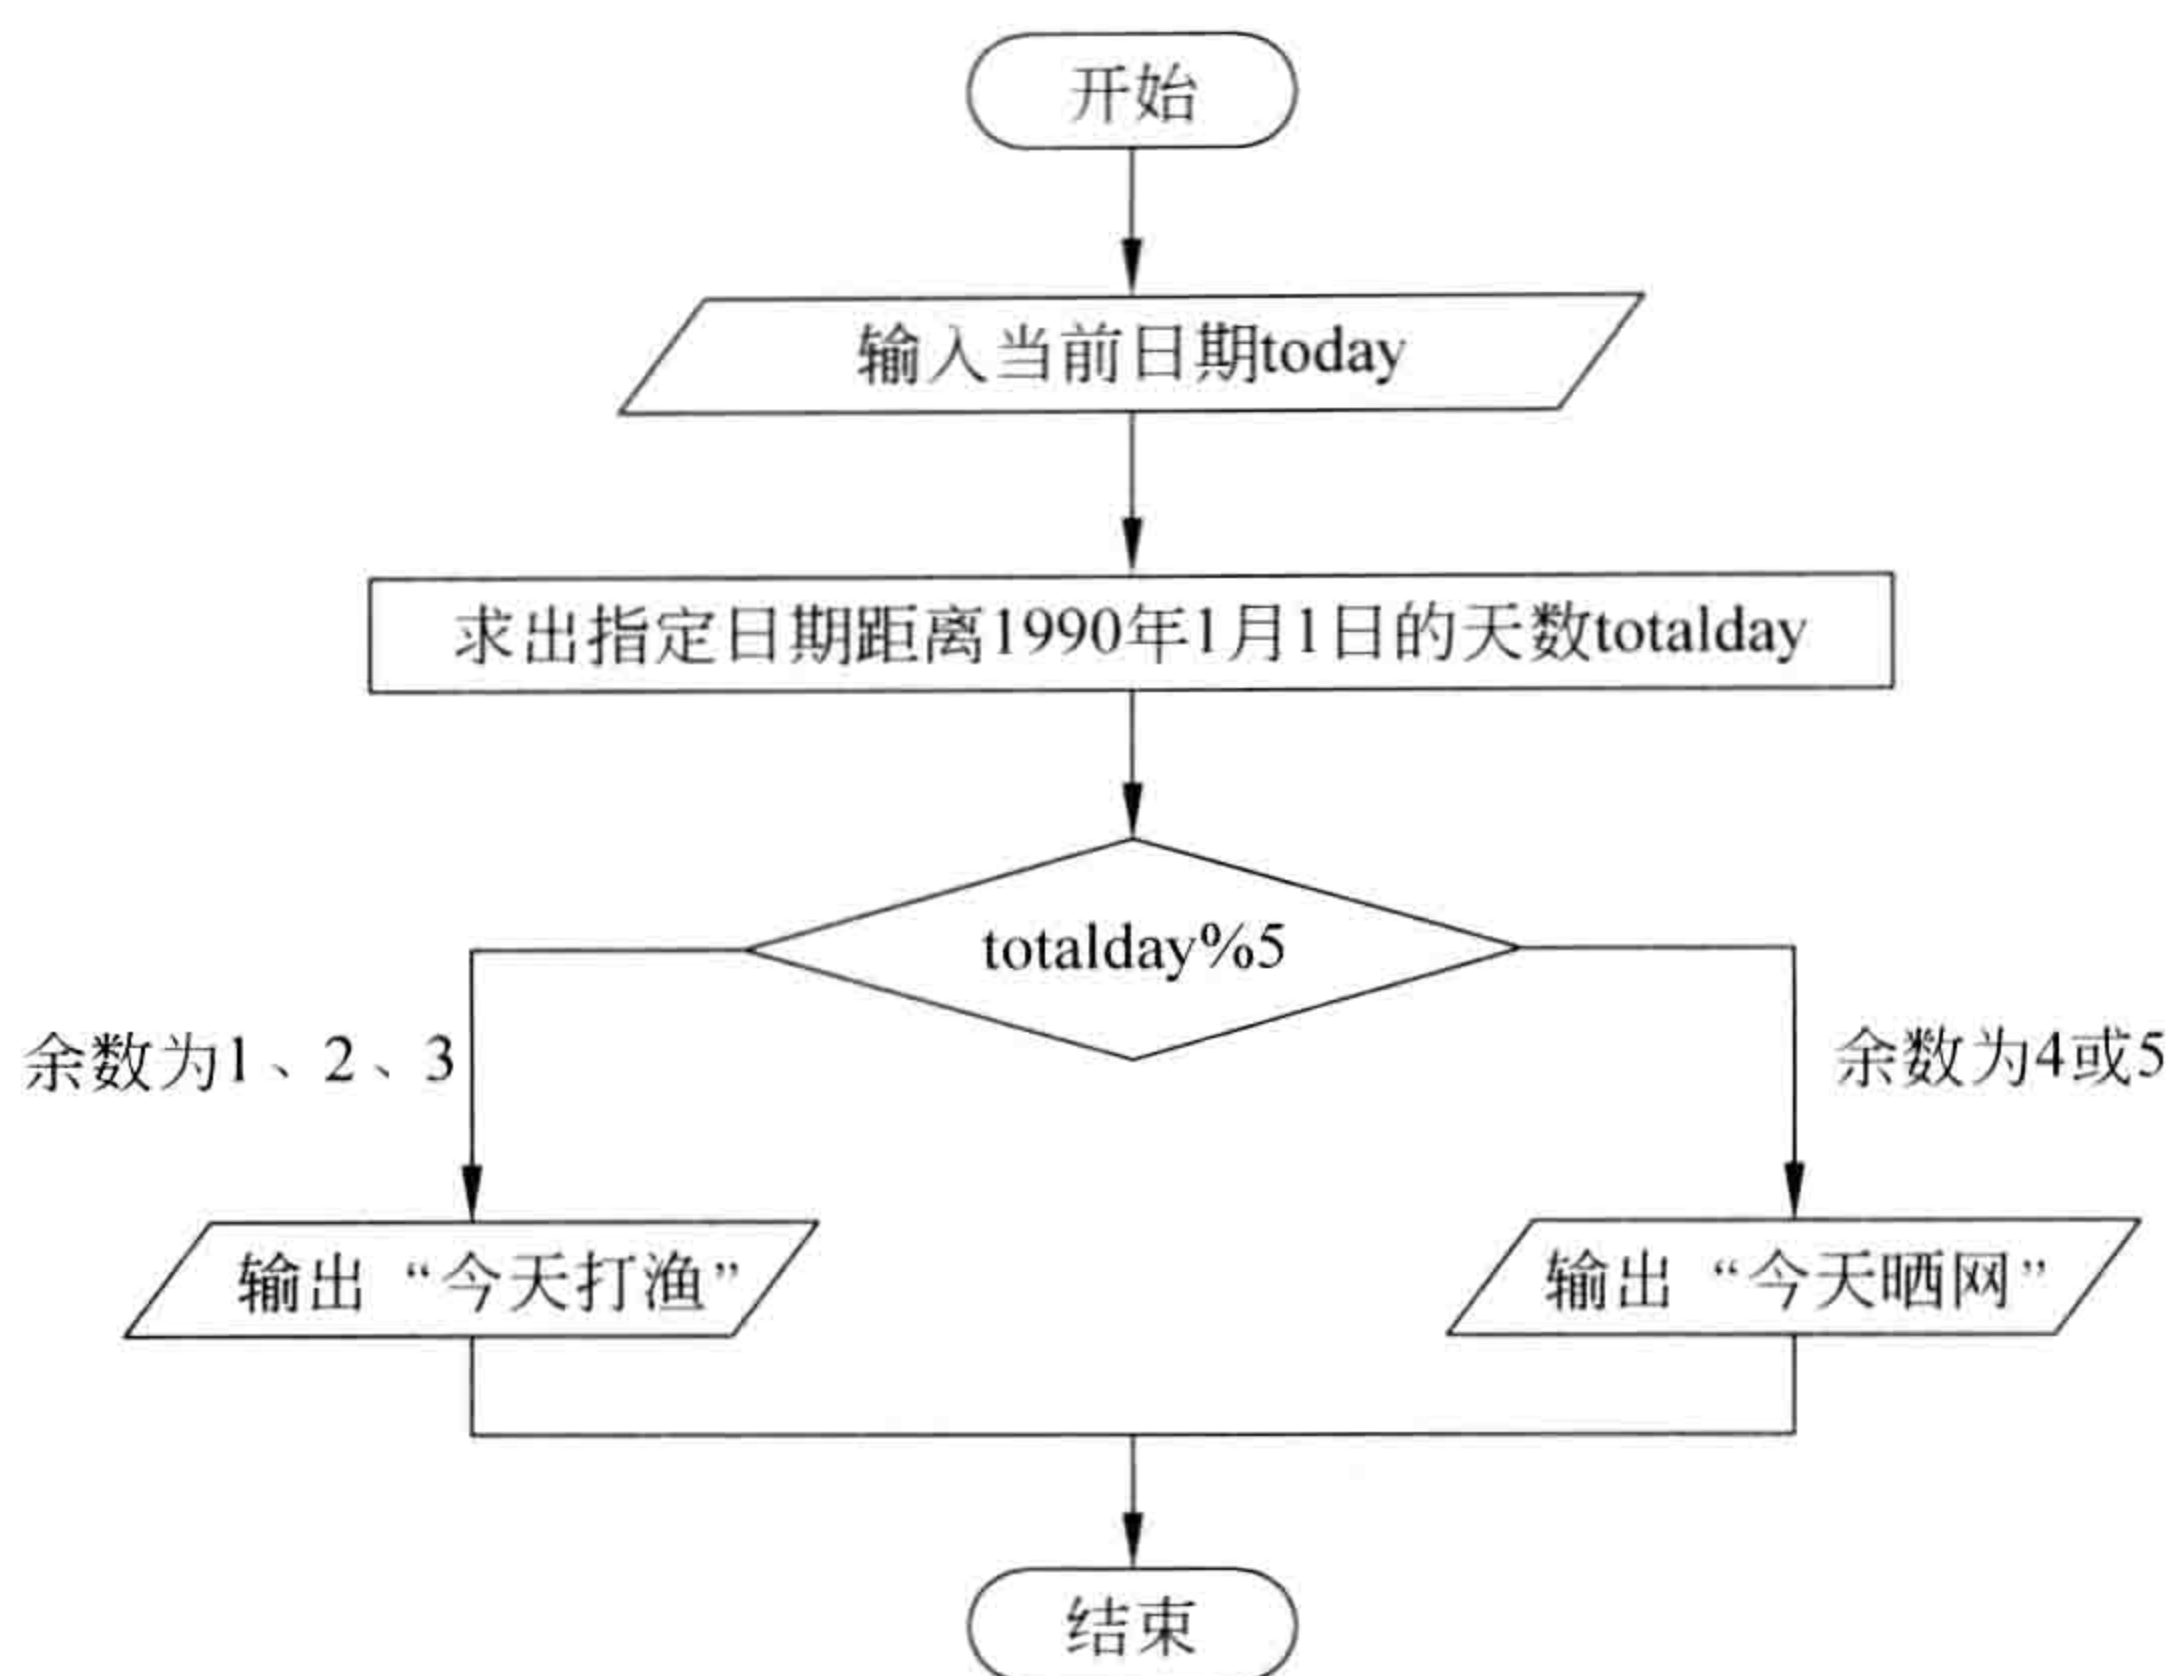 开始
输入当前日期today
求出指定日期距离1990年1月1日的天数totalday
totalday%5
余数为1、2、3
余数为4或5
输出“今天打渔”
输出“今天晒网”
结束